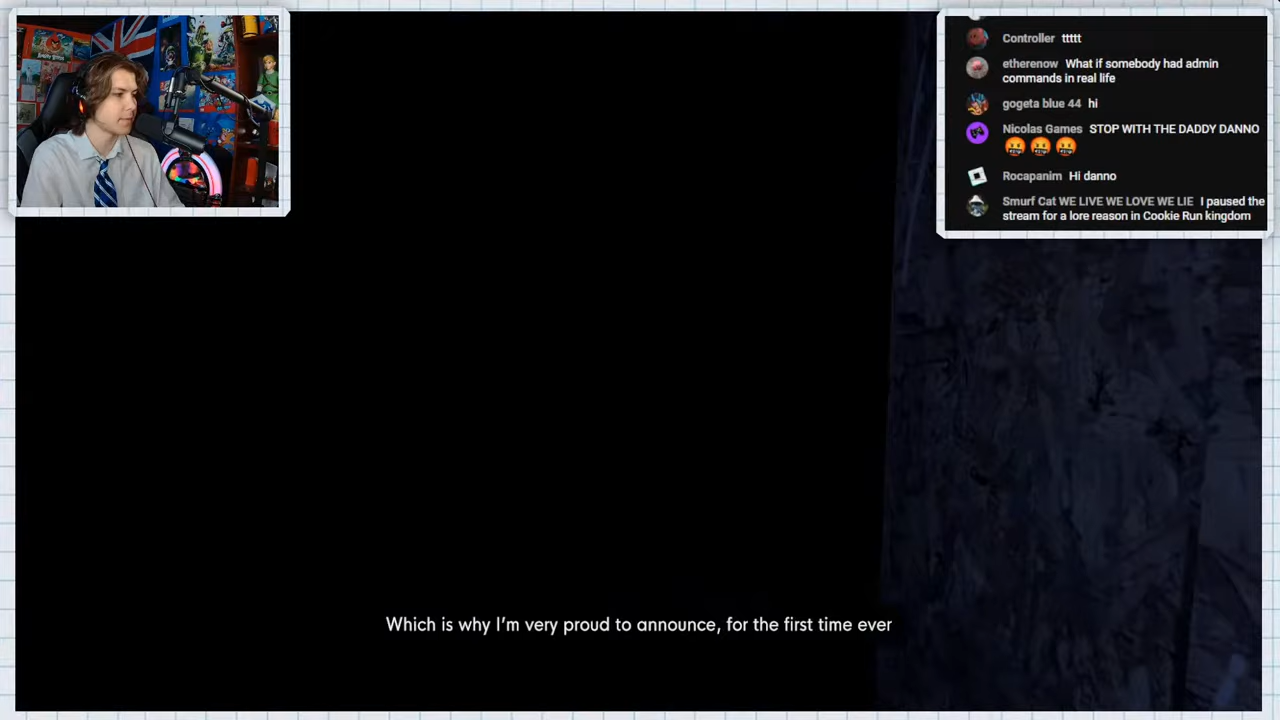 Controller ttttt
etherenow What if somebody had admin
commands in real life
gogeta blue 44 hi
Nicolas Games STOP WITH THE DADDY DANNO
🤬 🤬 🤬
Rocapanim Hi danno
Smurf Cat WE LIVE WE LOVE WE LIE I paused the
stream for a lore reason in Cookie Run kingdom
Which is why I'm very proud to announce, for the first time ever